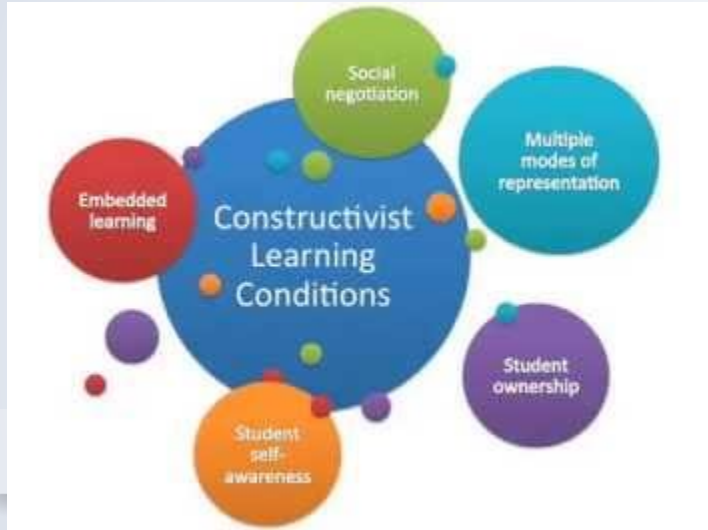 Social
negotiation
Multiple
modes of
representation
Embedded
learning
Constructivist
Learning
Conditions
Student
ownership
Student
self-
awareness